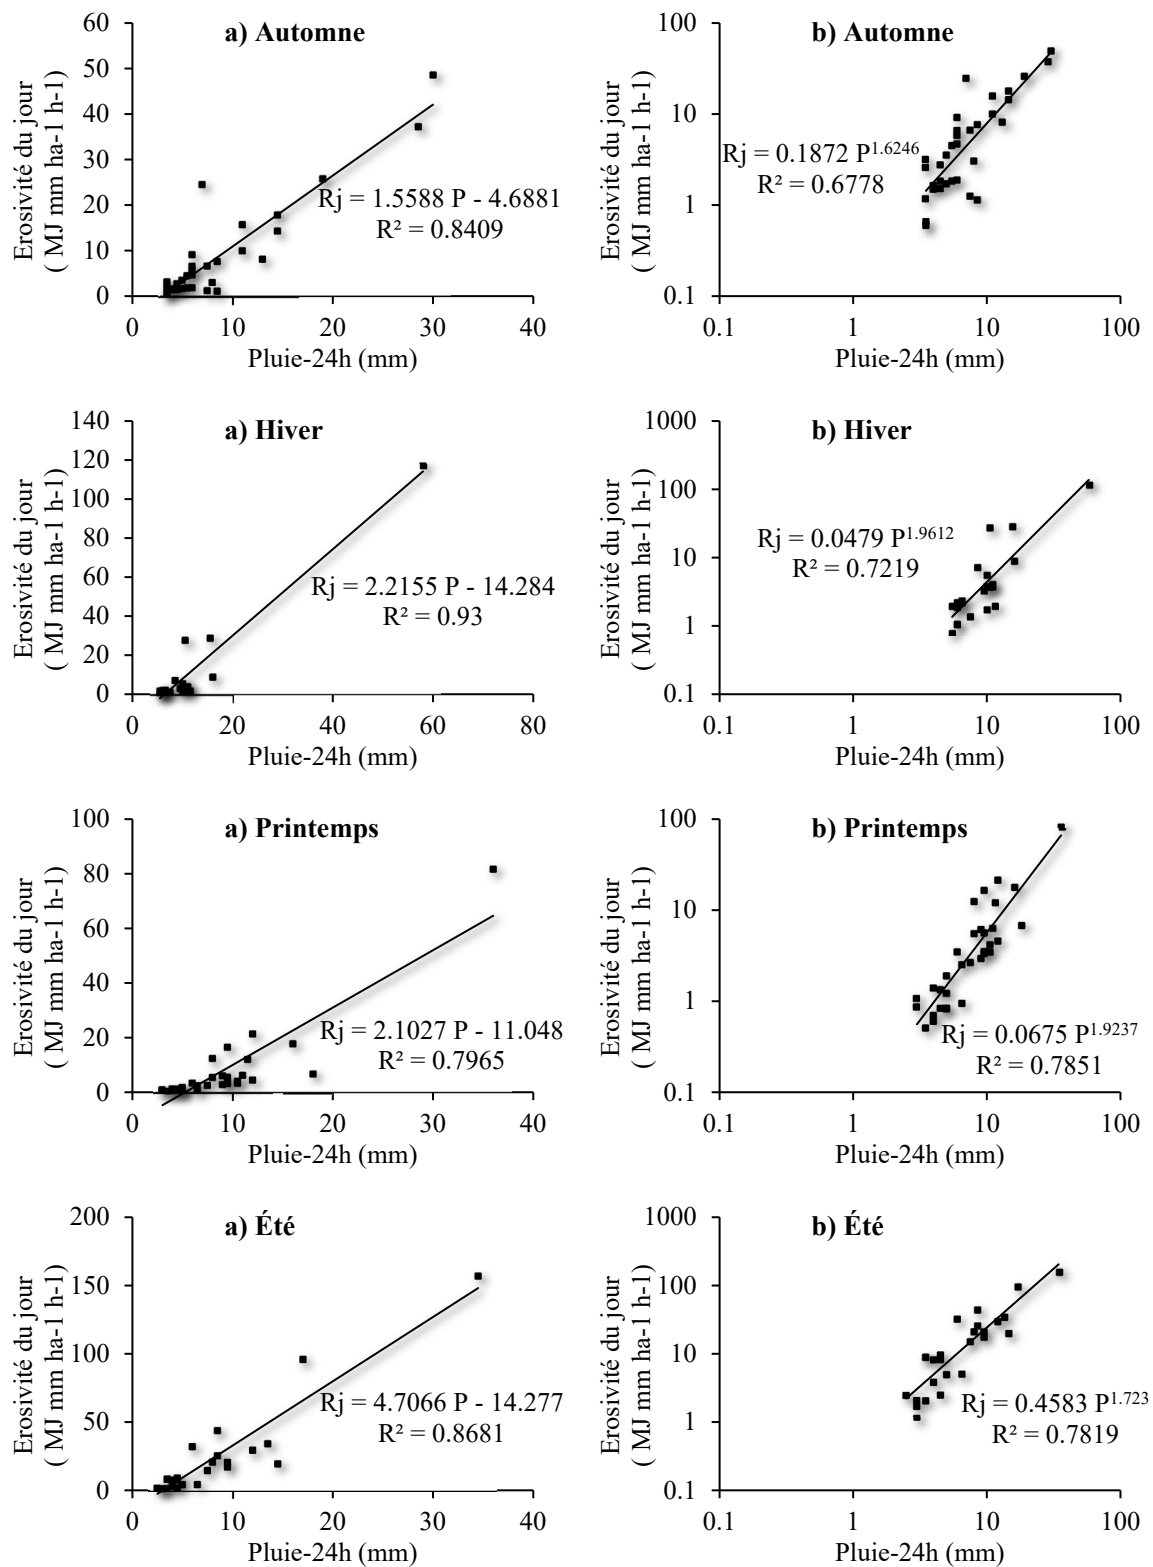 a) Automne
Erosivité du jour
( MJ mm ha-1 h-1)
60
50
40
30
20
10
0
Rj = 1.5588 P - 4.6881
R² = 0.8409
0 10 20 30 40
Pluie-24h (mm)
b) Automne
Erosivité du jour
( MJ mm ha-1 h-1)
100
10
1
0.1
Rj = 0.1872 P^1.6246
R² = 0.6778
0.1 1 10 100
Pluie-24h (mm)
a) Hiver
Erosivité du jour
( MJ mm ha-1 h-1)
140
120
100
80
60
40
20
0
Rj = 2.2155 P - 14.284
R² = 0.93
0 20 40 60 80
Pluie-24h (mm)
b) Hiver
Erosivité du jour
( MJ mm ha-1 h-1)
1000
100
10
1
0.1
Rj = 0.0479 P^1.9612
R² = 0.7219
0.1 1 10 100
Pluie-24h (mm)
a) Printemps
Erosivité du jour
( MJ mm ha-1 h-1)
100
80
60
40
20
0
Rj = 2.1027 P - 11.048
R² = 0.7965
0 10 20 30 40
Pluie-24h (mm)
b) Printemps
Erosivité du jour
( MJ mm ha-1 h-1)
100
10
1
0.1
Rj = 0.0675 P^1.9237
R² = 0.7851
0.1 1 10 100
Pluie-24h (mm)
a) Été
Erosivité du jour
( MJ mm ha-1 h-1)
200
150
100
50
0
Rj = 4.7066 P - 14.277
R² = 0.8681
0 10 20 30 40
Pluie-24h (mm)
b) Été
Erosivité du jour
( MJ mm ha-1 h-1)
1000
100
10
1
0.1
Rj = 0.4583 P^1.723
R² = 0.7819
0.1 1 10 100
Pluie-24h (mm)